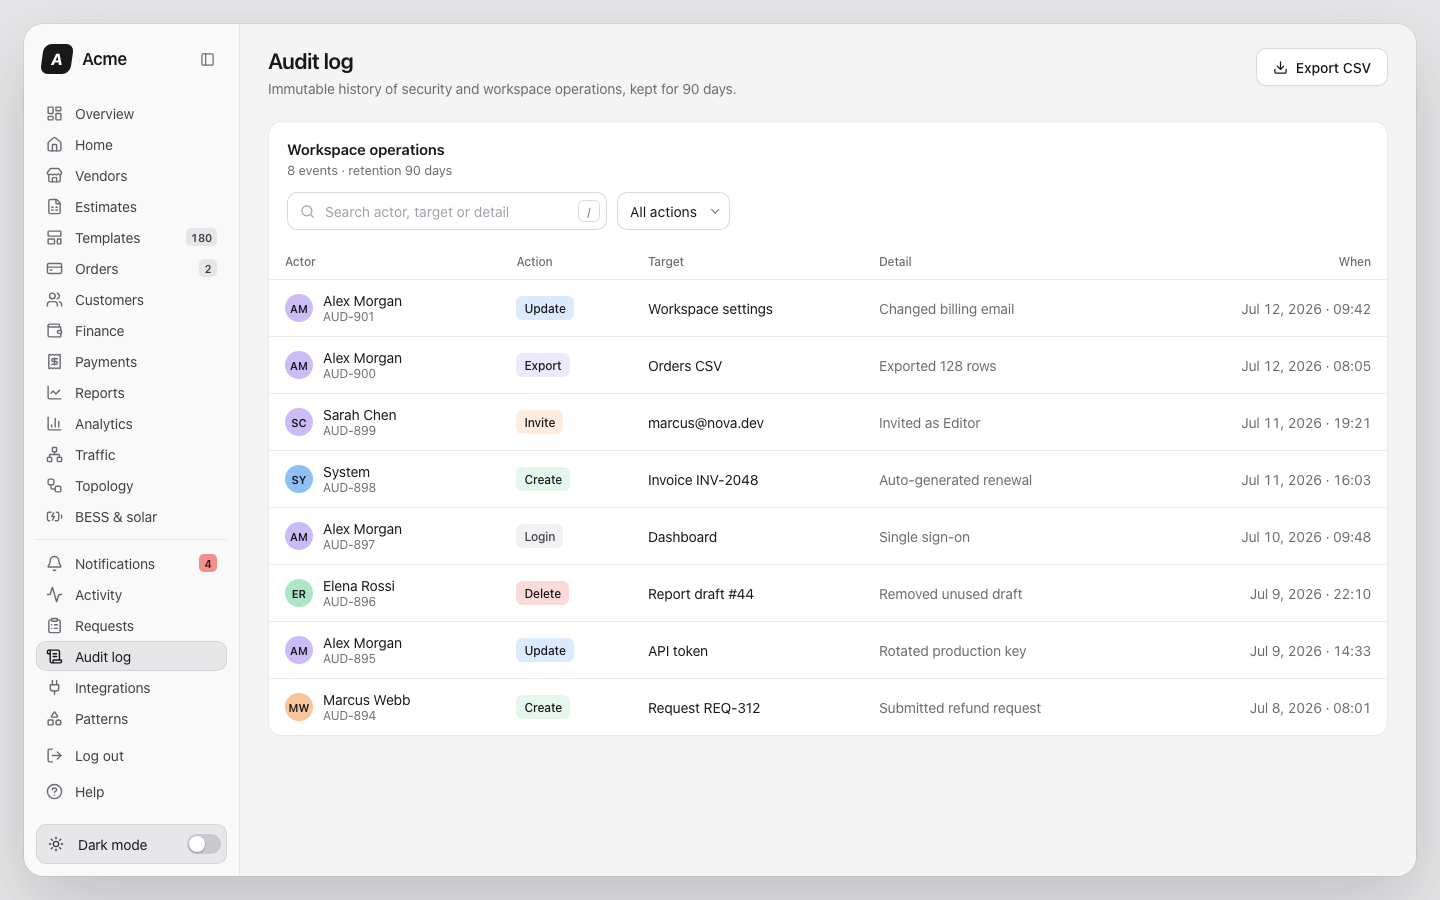 A Acme
Overview
Home
Vendors
Estimates
Templates 180
Orders 2
Customers
Finance
Payments
Reports
Analytics
Traffic
Topology
BESS & solar
Notifications 4
Activity
Requests
Audit log
Integrations
Patterns
Log out
Help
Dark mode
Audit log
Immutable history of security and workspace operations, kept for 90 days.
Export CSV
Workspace operations
8 events · retention 90 days
Search actor, target or detail /
All actions
Actor Action Target Detail When
AM Alex Morgan AUD-901 Update Workspace settings Changed billing email Jul 12, 2026 · 09:42
AM Alex Morgan AUD-900 Export Orders CSV Exported 128 rows Jul 12, 2026 · 08:05
SC Sarah Chen AUD-899 Invite marcus@nova.dev Invited as Editor Jul 11, 2026 · 19:21
SY System AUD-898 Create Invoice INV-2048 Auto-generated renewal Jul 11, 2026 · 16:03
AM Alex Morgan AUD-897 Login Dashboard Single sign-on Jul 10, 2026 · 09:48
ER Elena Rossi AUD-896 Delete Report draft #44 Removed unused draft Jul 9, 2026 · 22:10
AM Alex Morgan AUD-895 Update API token Rotated production key Jul 9, 2026 · 14:33
MW Marcus Webb AUD-894 Create Request REQ-312 Submitted refund request Jul 8, 2026 · 08:01